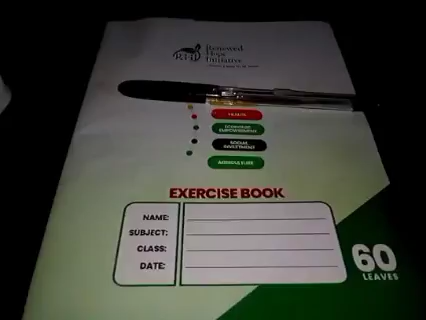 RHI
Renewed
Hope
Initiative
HEALTH
ECONOMIC
EMPOWERMENT
SOCIAL
INVESTMENT
AGRICULTURE
EXERCISE BOOK
NAME:
SUBJECT:
CLASS:
DATE:
60
LEAVES